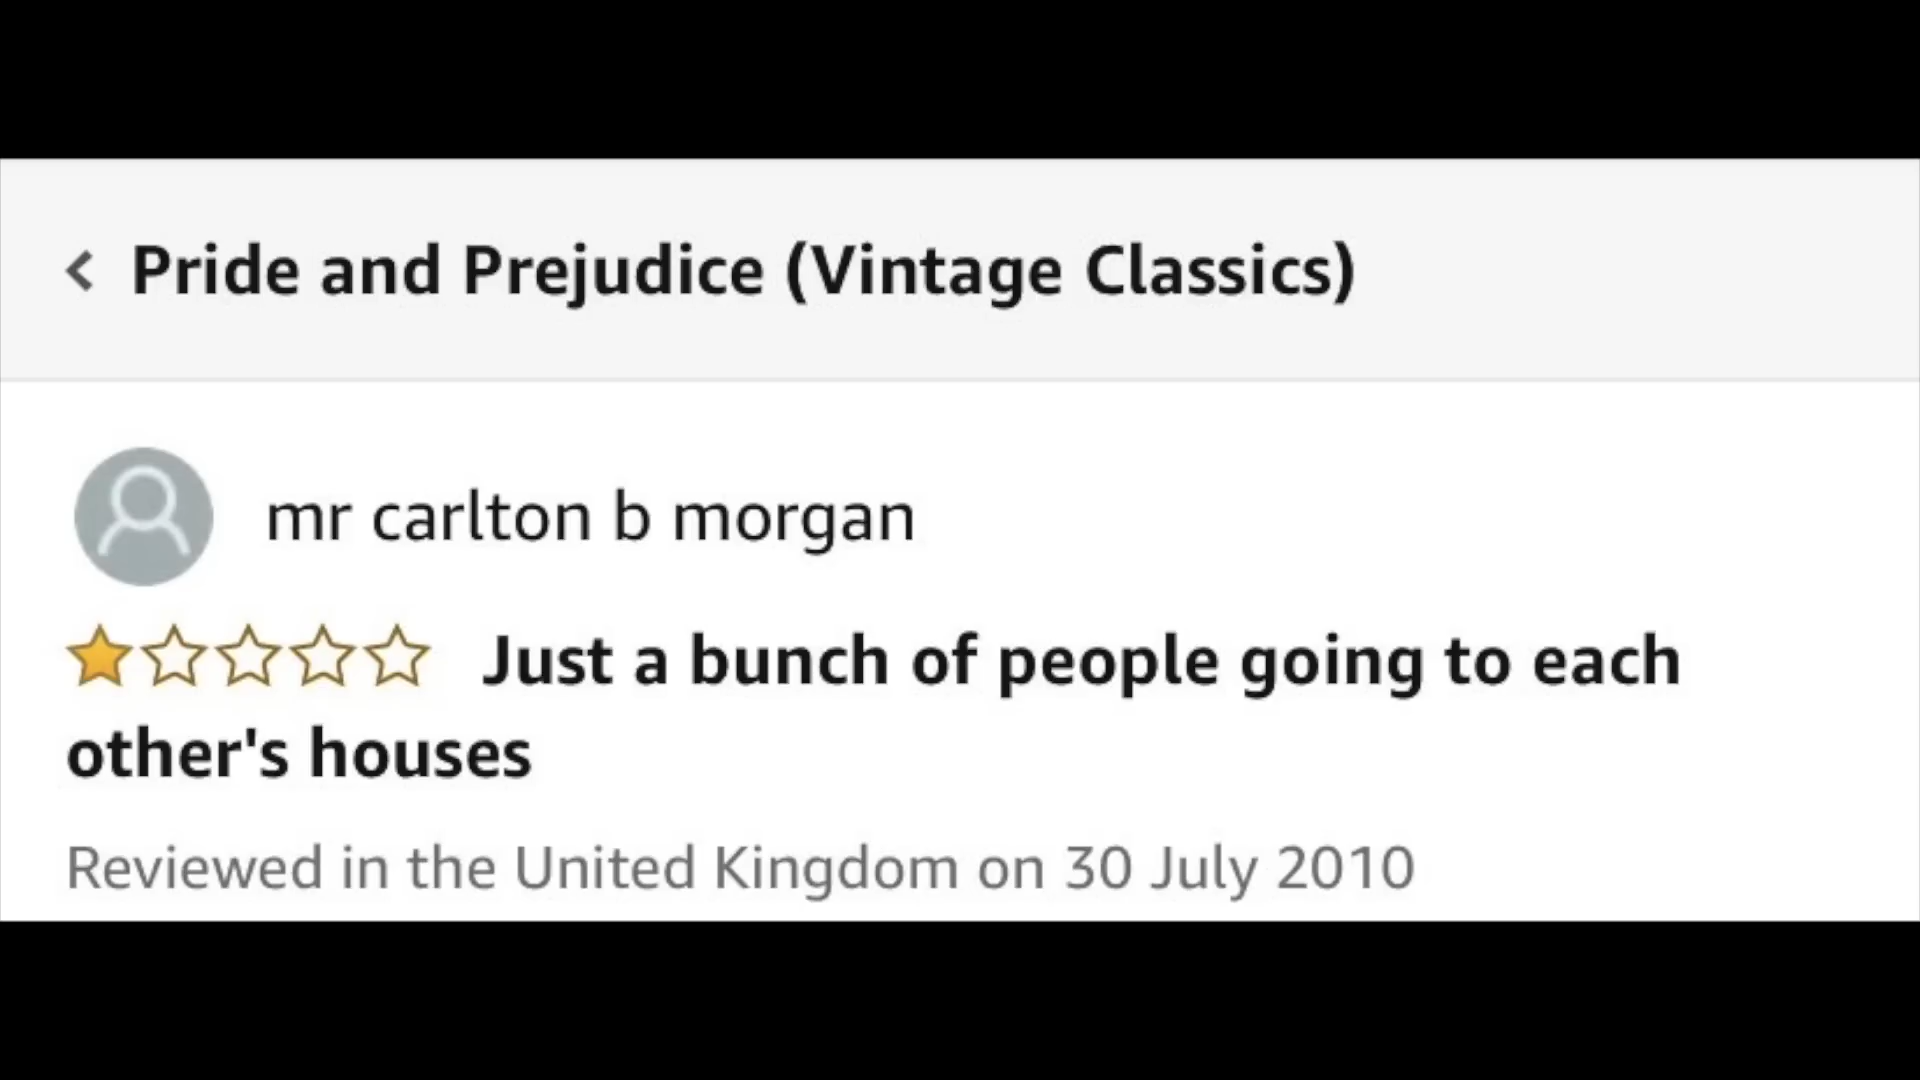 Pride and Prejudice (Vintage Classics)
mr carlton b morgan
Just a bunch of people going to each
other's houses
Reviewed in the United Kingdom on 30 July 2010